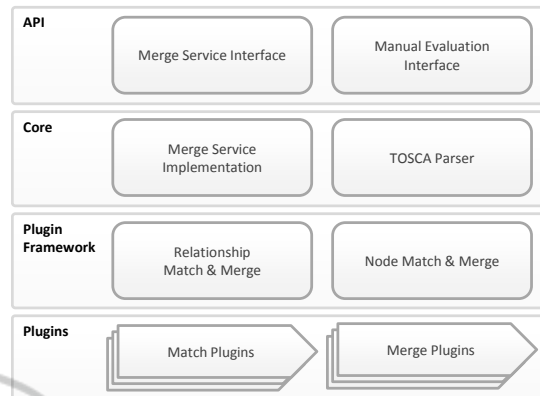 API
Merge Service Interface
Manual Evaluation
Interface
Core
Merge Service
Implementation
TOSCA Parser
Plugin
Framework
Relationship
Match & Merge
Node Match & Merge
Plugins
Match Plugins
Merge Plugins